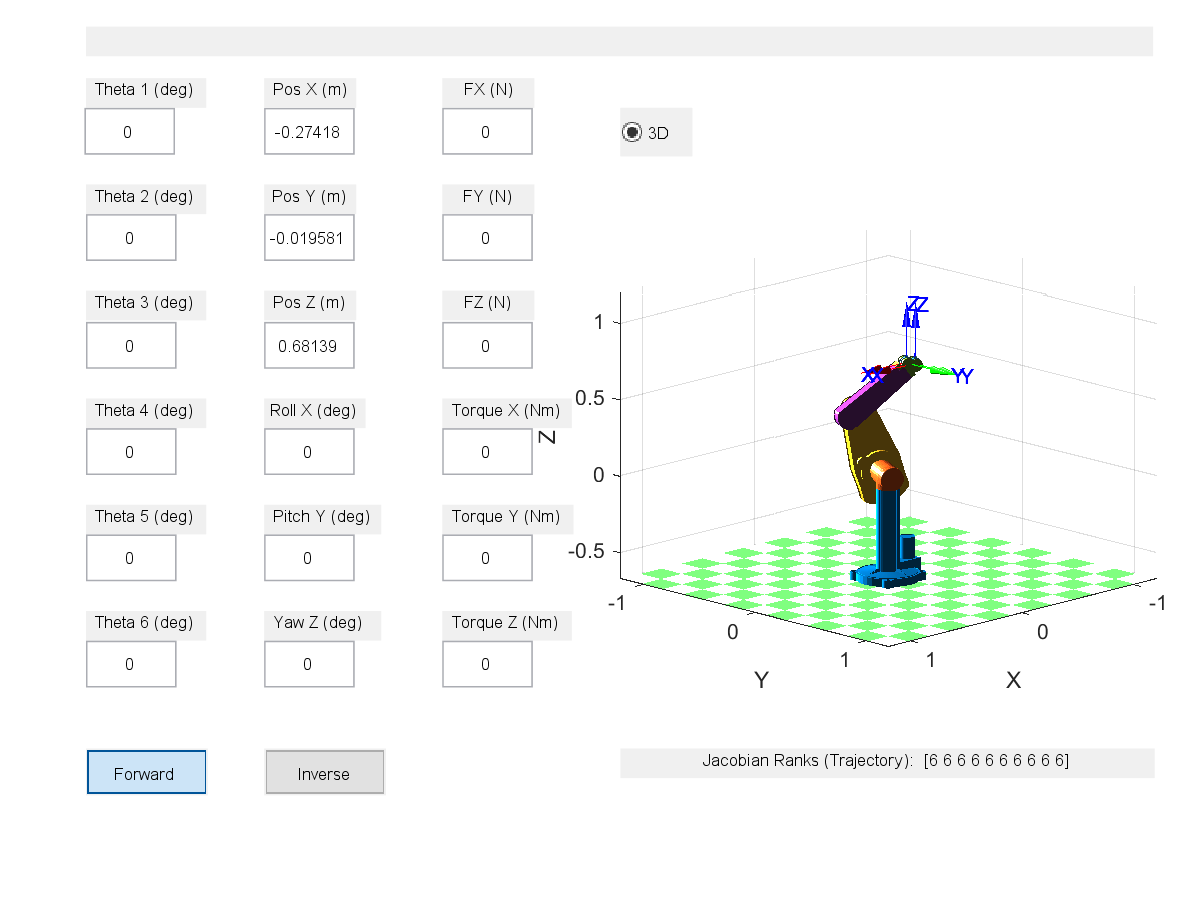 Theta 1 (deg)
Pos X (m)
FX (N)
0
-0.27418
0
3D
Theta 2 (deg)
Pos Y (m)
FY (N)
0
-0.019581
0
Theta 3 (deg)
Pos Z (m)
FZ (N)
0
0.68139
0
Theta 4 (deg)
Roll X (deg)
Torque X (Nm)
0
0
0
Theta 5 (deg)
Pitch Y (deg)
Torque Y (Nm)
0
0
0
Theta 6 (deg)
Yaw Z (deg)
Torque Z (Nm)
0
0
0
Forward
Inverse
Z
1
0.5
0
-0.5
Z
Z
X
X
Y
Y
-1
0
1
Y
1
0
-1
X
Jacobian Ranks (Trajectory): [6 6 6 6 6 6 6 6 6 6]